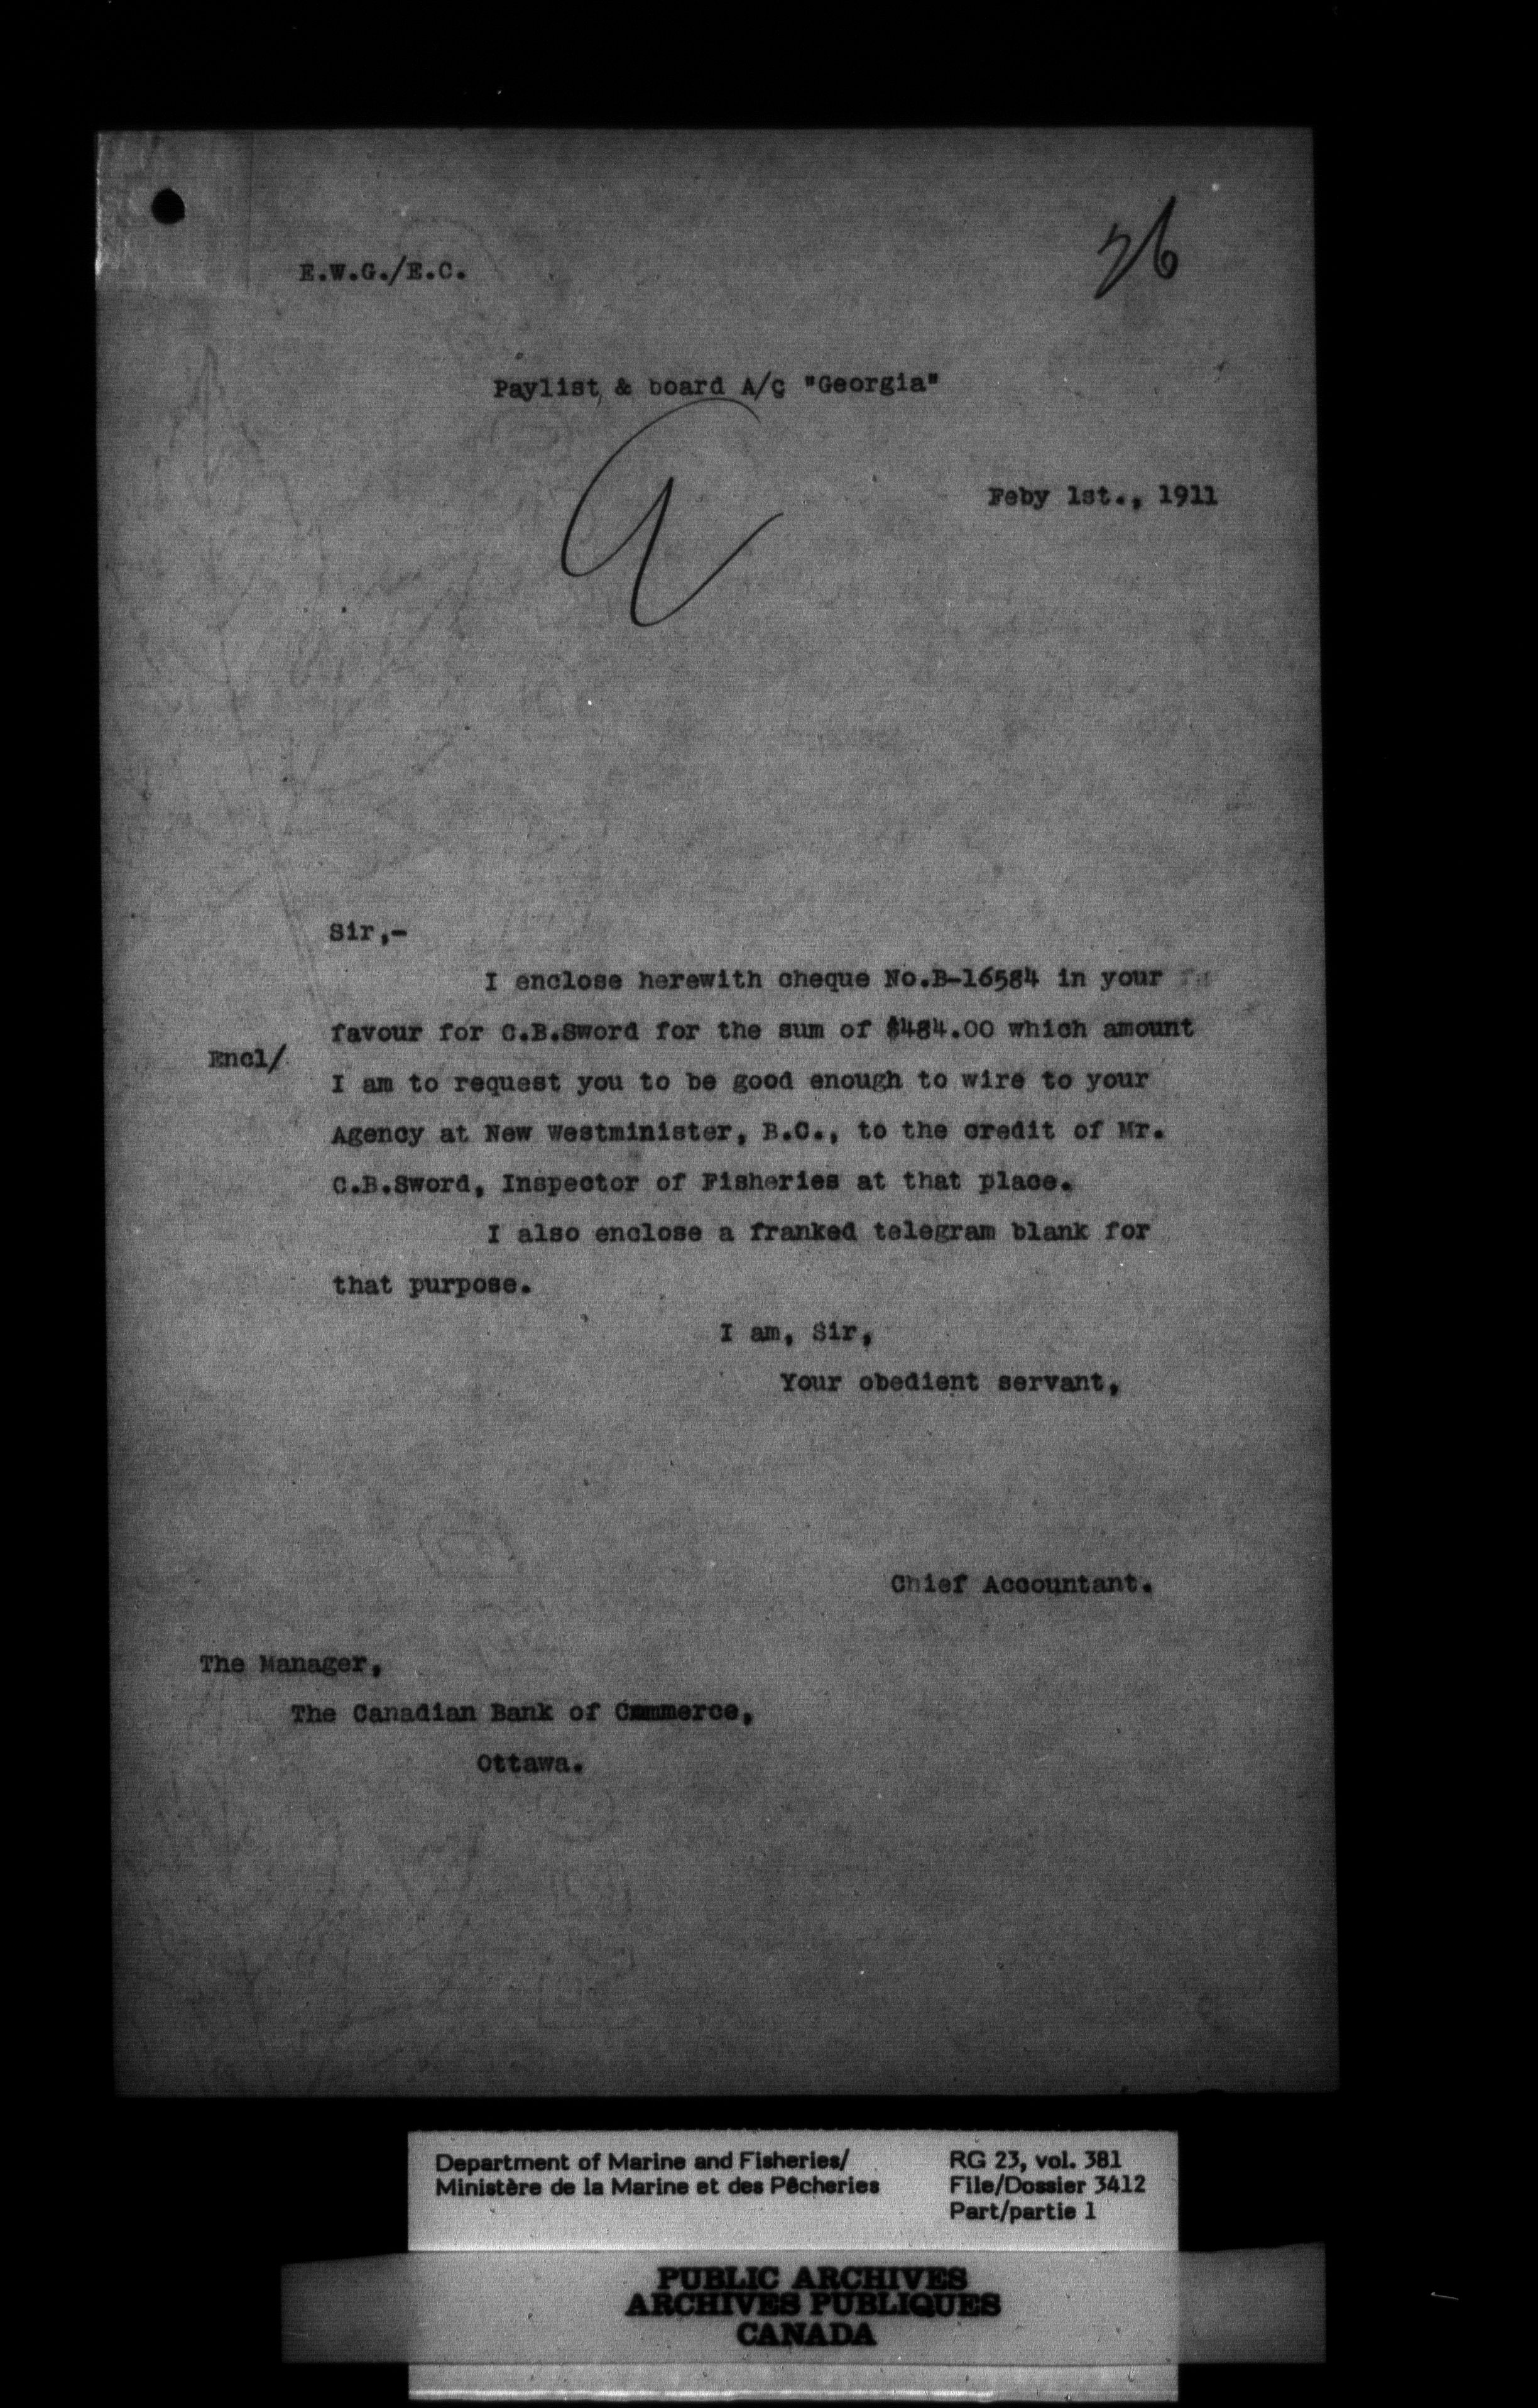 26
E.W.G./E.C.
Paylist, & board A/c "Georgia"
Feby 1st., 1911
Sir,-
I enclose herewith cheque No.B-16584 in your
favour for C.B.Sword for the sum of $484.00 which amount
Encl/
I am to request you to be good enough to wire to your
Agency at New Westminister, B.C., to the credit of Mr.
C.B.Sword, Inspector of Fisheries at that place.
I also enclose a franked telegram blank for
that purpose.
I am, Sir,
Your obedient servant,
Chief Accountant.
The Manager,
The Canadian Bank of Commerce,
Ottawa.
Department of Marine and Fisheries/
Ministère de la Marine et des Pêcheries
RG 23, vol. 381
File/Dossier 3412
Part/partie 1
PUBLIC ARCHIVES
ARCHIVES PUBLIQUES
CANADA